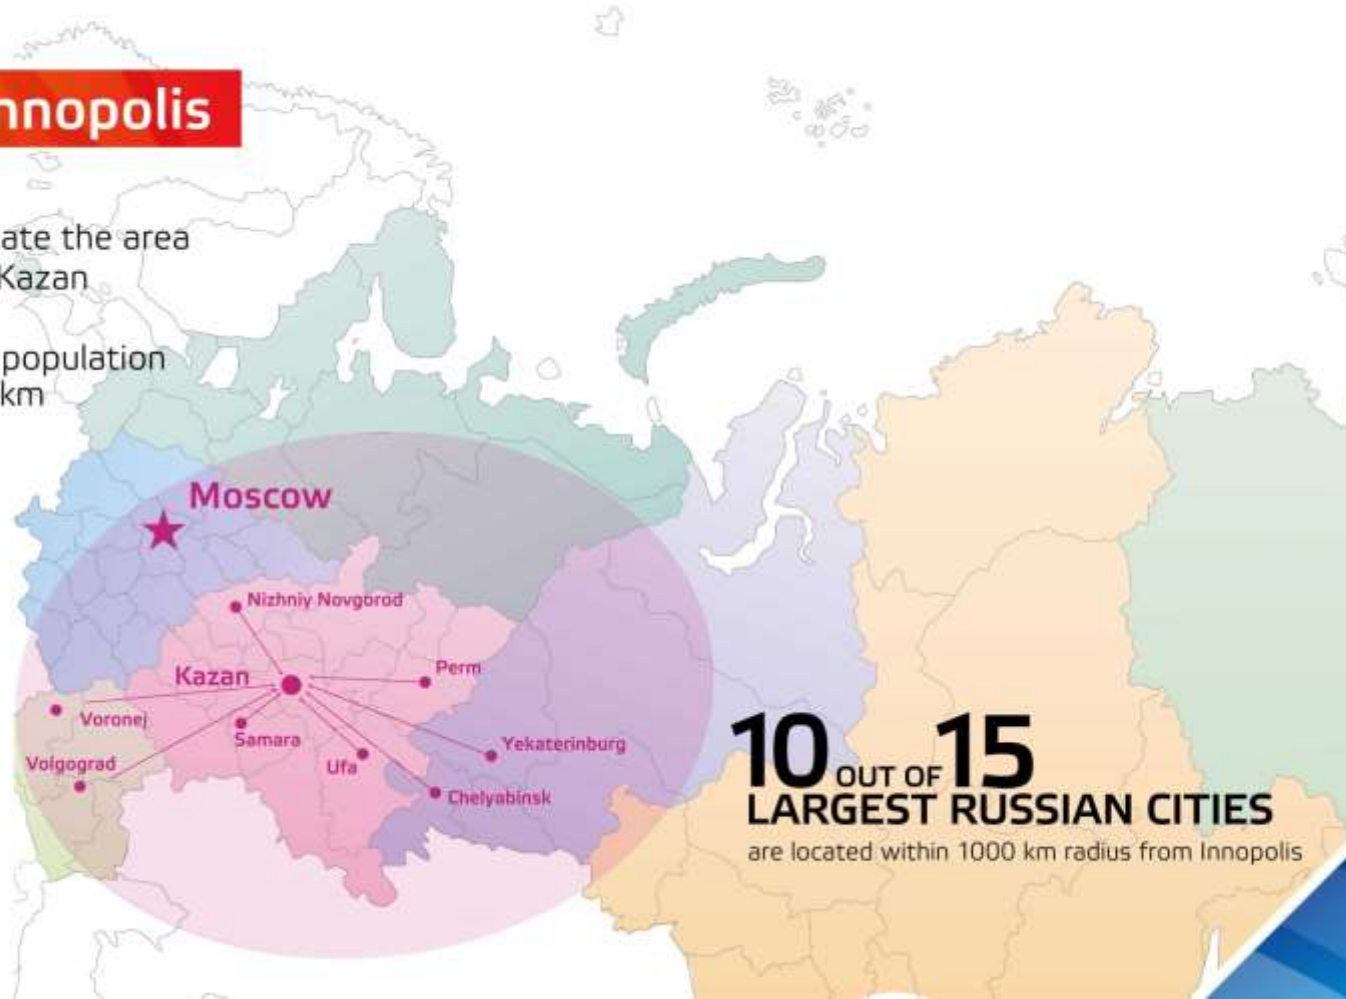 nnopolis
ate the area
Kazan
population
km
Moscow
Nizhniy Novgorod
Kazan
Perm
Voronej
Samara
Volgograd
Ufa
Yekaterinburg
Chelyabinsk
10 OUT OF 15
LARGEST RUSSIAN CITIES
are located within 1000 km radius from Innopolis